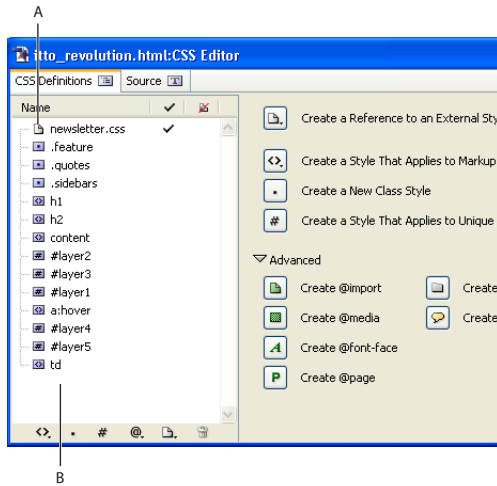 A
itto_revolution.html:CSS Editor
CSS Definitions
Source
Name
newsletter.css
.feature
.quotes
.sidebars
h1
h2
content
#layer2
#layer3
#layer1
a:hover
#layer4
#layer5
td
Create a Reference to an External Sty
Create a Style That Applies to Markup
Create a New Class Style
Create a Style That Applies to Unique
Advanced
Create @import
Create
Create @media
Create
Create @font-face
Create @page
B